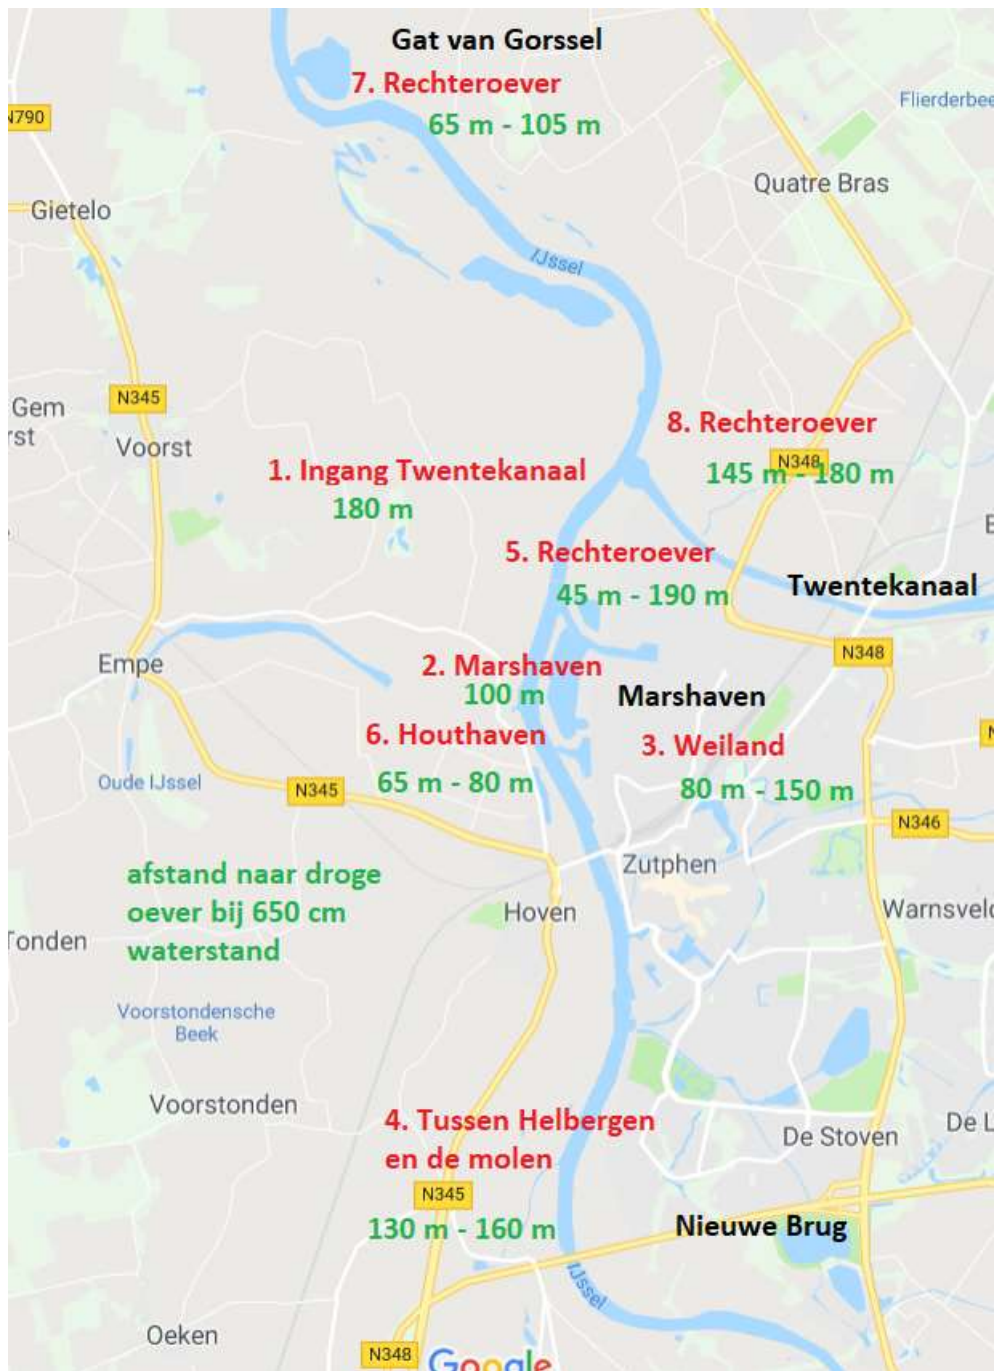 Gat van Gorssel
7. Rechteroever
65 m - 105 m
N790
Flierderbee
Quatre Bras
Gietelo
IJssel
N345
Gem
rst
Voorst
8. Rechteroever
N348
145 m - 180 m
1. Ingang Twentekanaal
180 m
E
5. Rechteroever
45 m - 190 m
Twentekanaal
Empe
N348
2. Marshaven
100 m
Marshaven
6. Houthaven
3. Weiland
N
65 m - 80 m
80 m - 150 m
Oude IJssel
N345
N346
Zutphen
afstand naar droge
oever bij 650 cm
waterstand
Hoven
Warnsveld
Tonden
Voorstondensche
Beek
Voorstonden
4. Tussen Helbergen
en de molen
De Stoven
De L
N345
130 m - 160 m
Nieuwe Brug
IJssel
Oeken
N348
Google